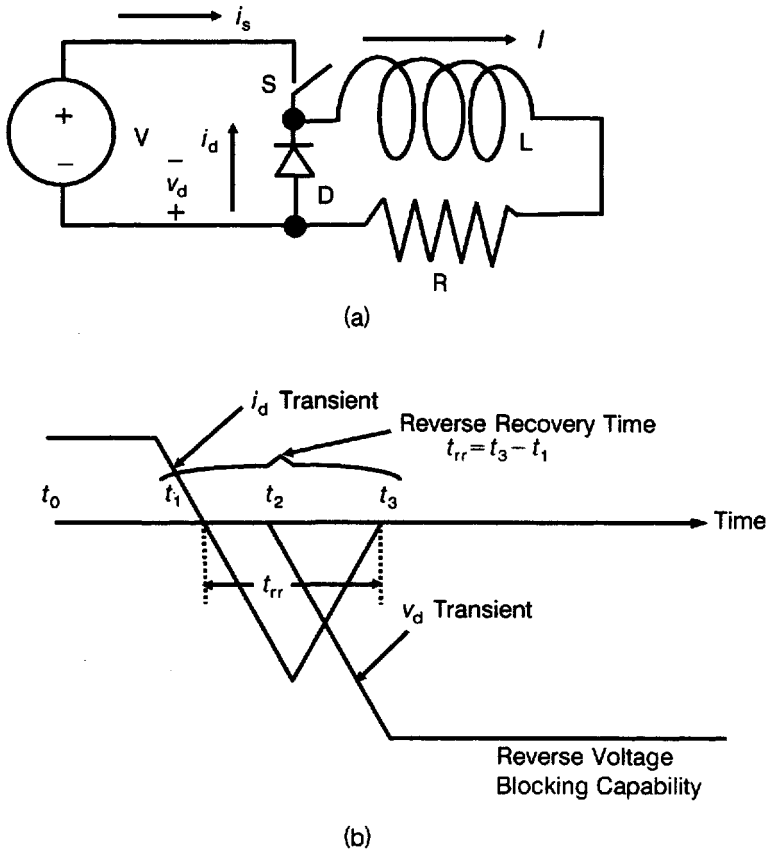 i_s
I
S
+
−
V
i_d
−
v_d
+
D
L
R
(a)
i_d Transient
Reverse Recovery Time
t_rr = t_3 − t_1
t_0
t_1
t_2
t_3
Time
t_rr
v_d Transient
Reverse Voltage
Blocking Capability
(b)